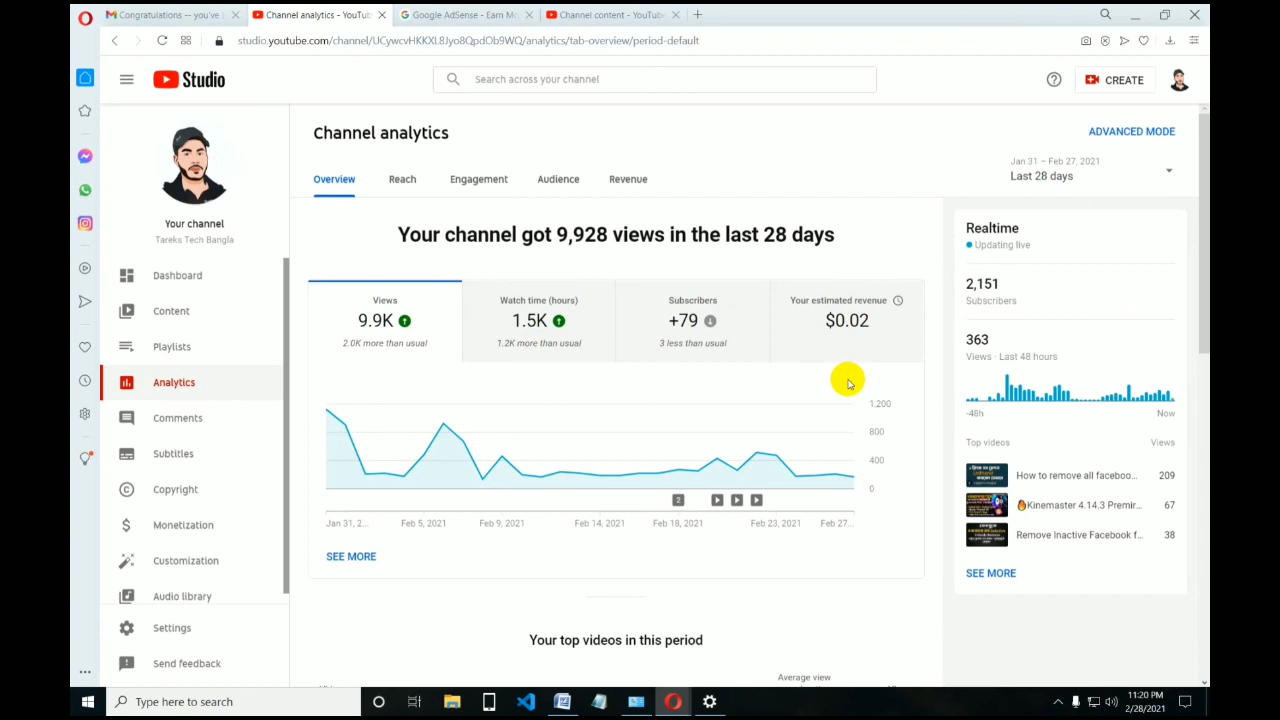 Congratulations -- you've
Channel analytics - YouTub
Google AdSense - Earn Mo
Channel content - YouTube
studio.youtube.com/channel/UCywcvHKKXL8Jyo8QpdOb9WQ/analytics/tab-overview/period-default
Studio
Search across your channel
CREATE
Your channel
Tareks Tech Bangla
Dashboard
Content
Playlists
Analytics
Comments
Subtitles
Copyright
Monetization
Customization
Audio library
Settings
Send feedback
Channel analytics
ADVANCED MODE
Jan 31 – Feb 27, 2021
Last 28 days
Overview
Reach
Engagement
Audience
Revenue
Your channel got 9,928 views in the last 28 days
Views
9.9K
2.0K more than usual
Watch time (hours)
1.5K
1.2K more than usual
Subscribers
+79
3 less than usual
Your estimated revenue
$0.02
1,200
800
400
0
2
Jan 31, 2...
Feb 5, 2021
Feb 9, 2021
Feb 14, 2021
Feb 18, 2021
Feb 23, 2021
Feb 27...
SEE MORE
Your top videos in this period
Average view
Realtime
Updating live
2,151
Subscribers
363
Views · Last 48 hours
-48h
Now
Top videos
Views
How to remove all faceboo...
209
🔥Kinemaster 4.14.3 Premir...
67
Remove Inactive Facebook f...
38
SEE MORE
Type here to search
11:20 PM
2/28/2021